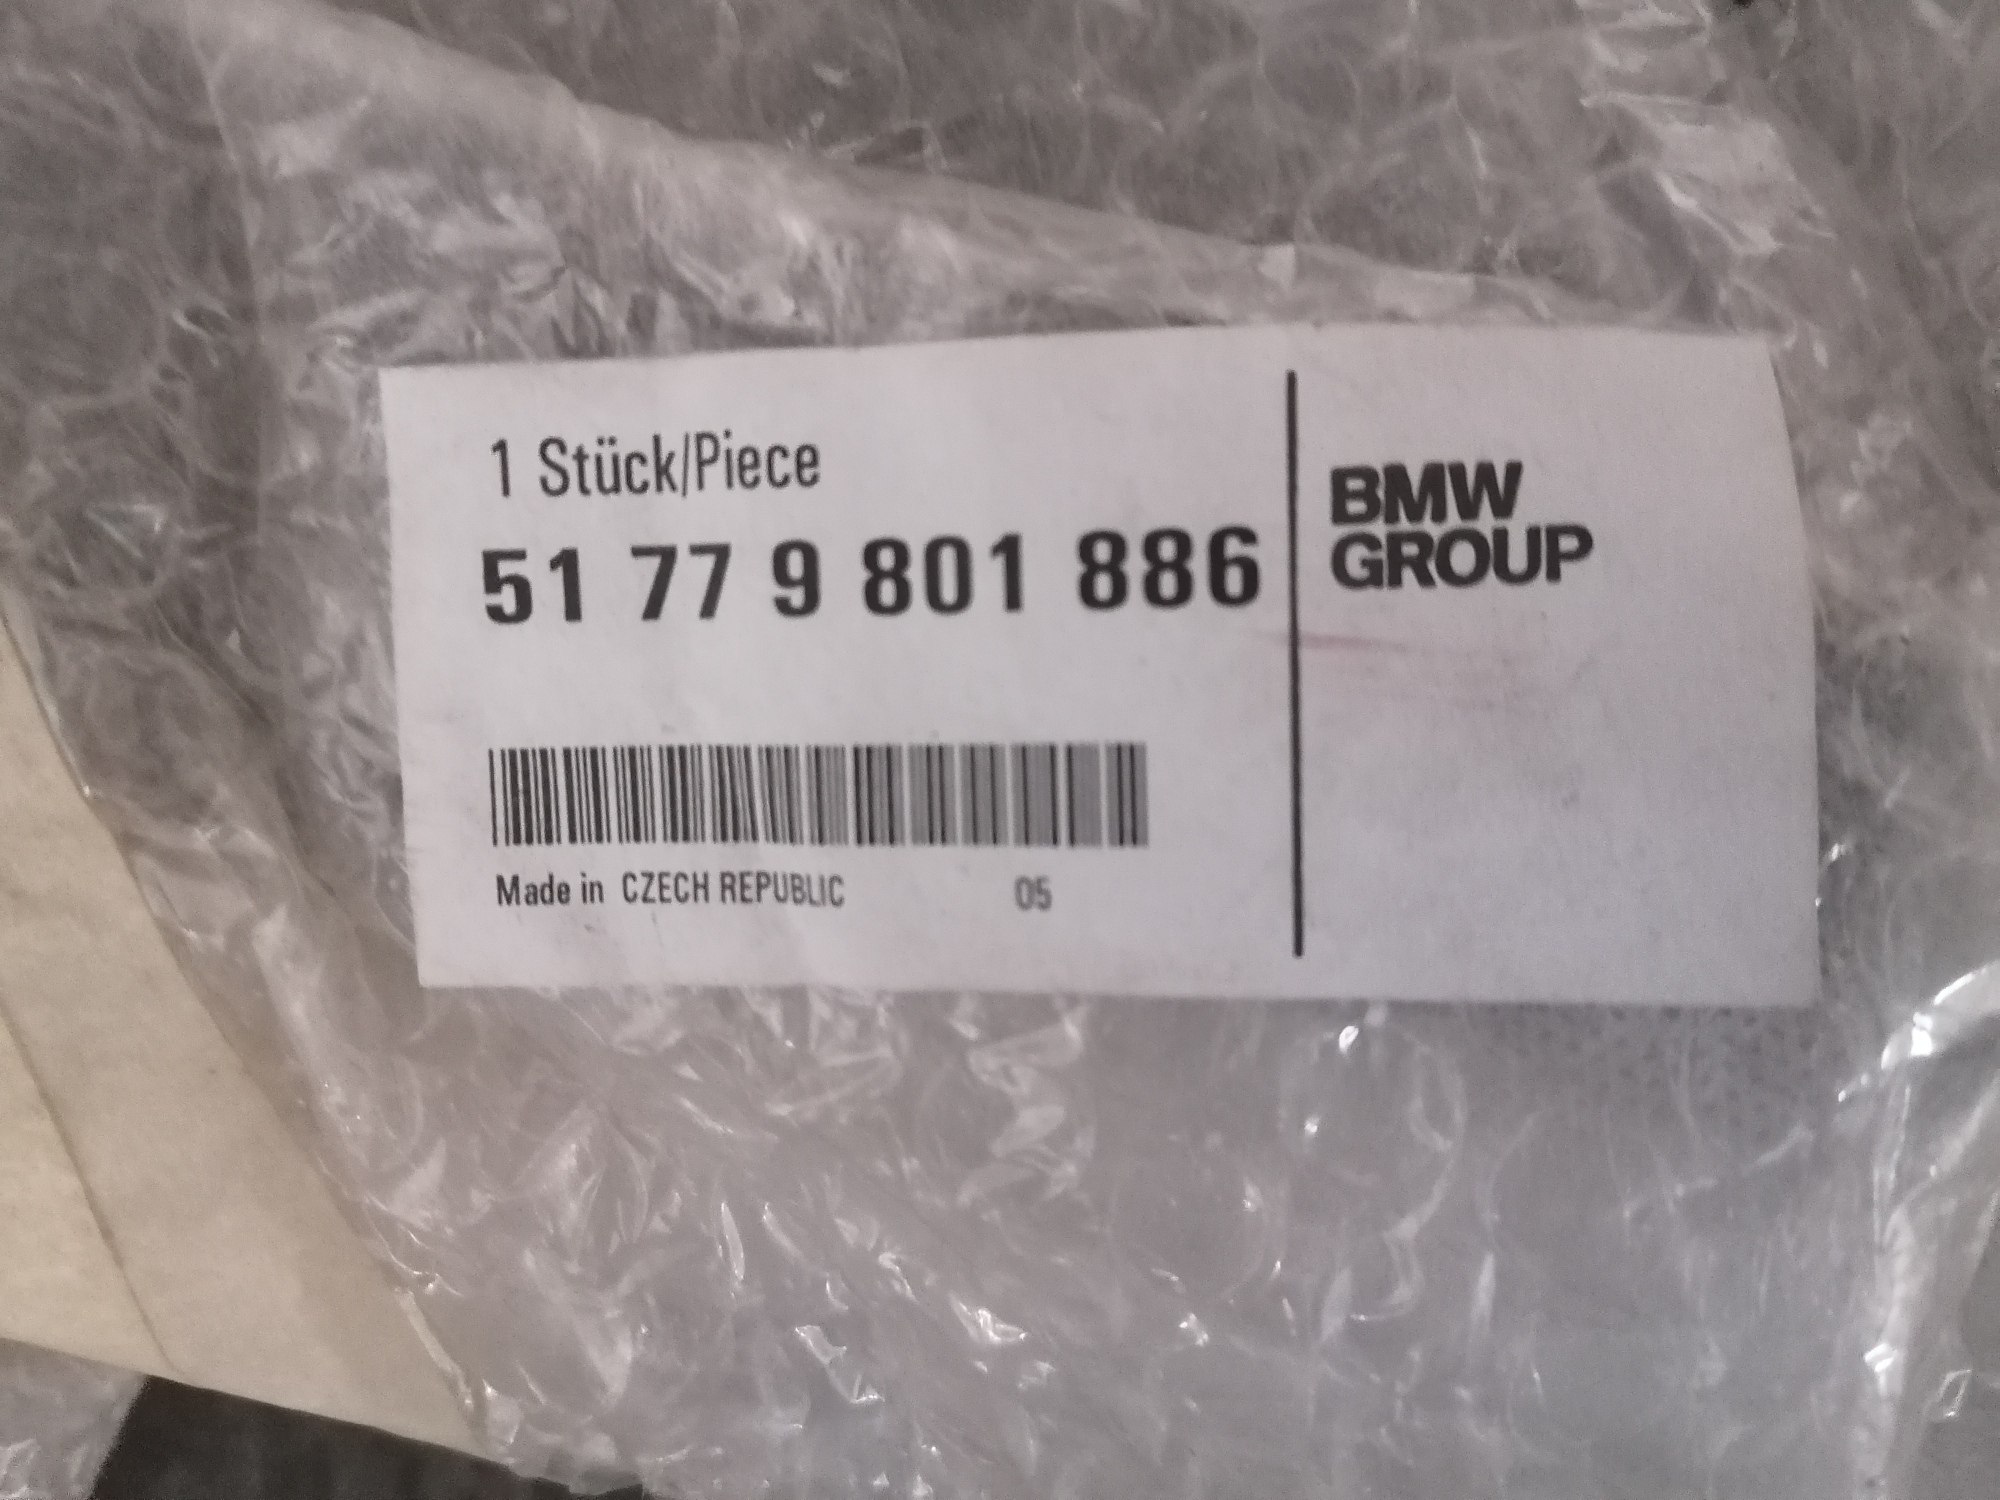 1 Stück/Piece
51 77 9 801 886
BMW
GROUP
Made in CZECH REPUBLIC 05